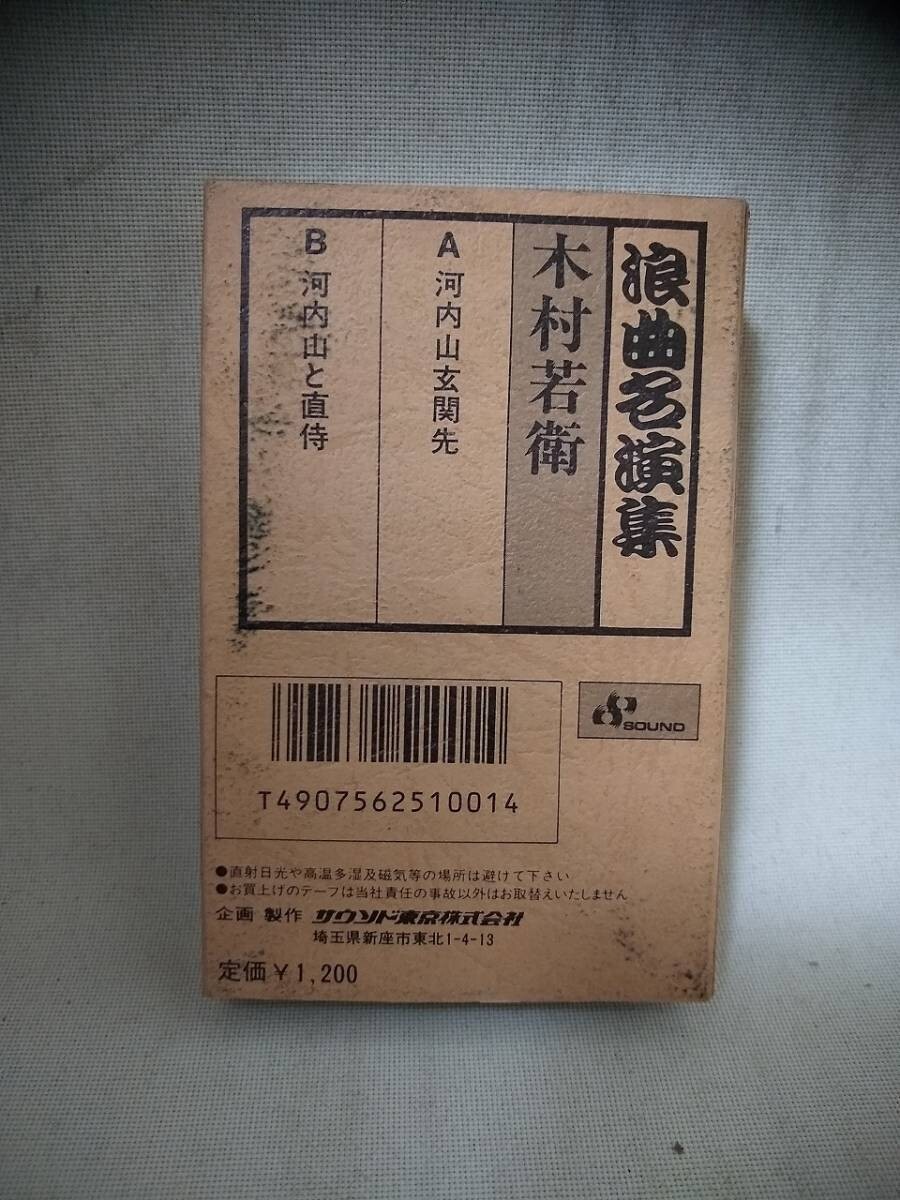 浪曲名演集
木村若衛
A 河内山玄関先
B 河内山と直侍
SOUND
T4907562510014
●直射日光や高温多湿及磁気等の場所は避けて下さい
●お買上げのテープは当社責任の事故以外はお取替えいたしません
企画 製作 サウンド東京株式会社
埼玉県新座市東北1-4-13
定価￥1,200